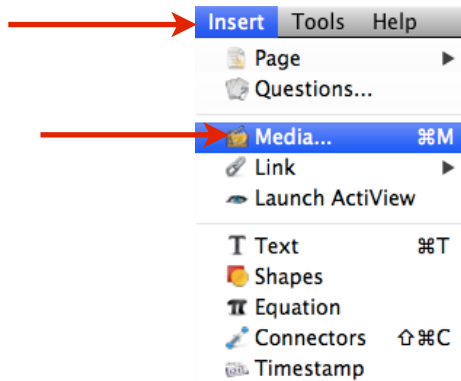 Insert Tools Help
Page
Questions...
Media... ⌘M
Link
Launch ActiView
Text ⌘T
Shapes
Equation
Connectors ⇧⌘C
Timestamp